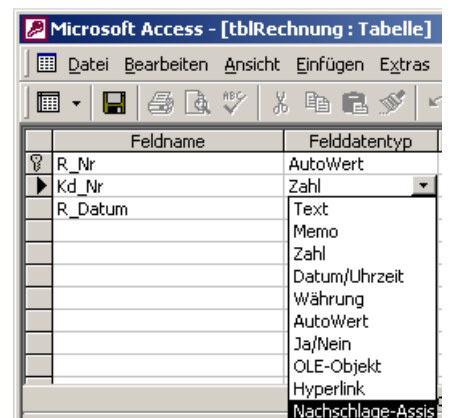 Microsoft Access - [tblRechnung : Tabelle]
Datei Bearbeiten Ansicht Einfügen Extras
ABC
Feldname Felddatentyp
R_Nr AutoWert
Kd_Nr Zahl
R_Datum
Text
Memo
Zahl
Datum/Uhrzeit
Währung
AutoWert
Ja/Nein
OLE-Objekt
Hyperlink
Nachschlage-Assis